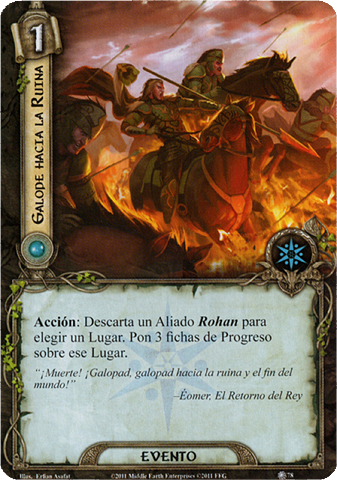 1
GALOPE HACIA LA RUINA
Acción: Descarta un Aliado Rohan para
elegir un Lugar. Pon 3 fichas de Progreso
sobre ese Lugar.
“¡Muerte! ¡Galopad, galopad hacia la ruina y el fin del
mundo!”
–Éomer, El Retorno del Rey
EVENTO
Illus. Erfian Asafat
©2011 Middle Earth Enterprises ©2011 FFG
78